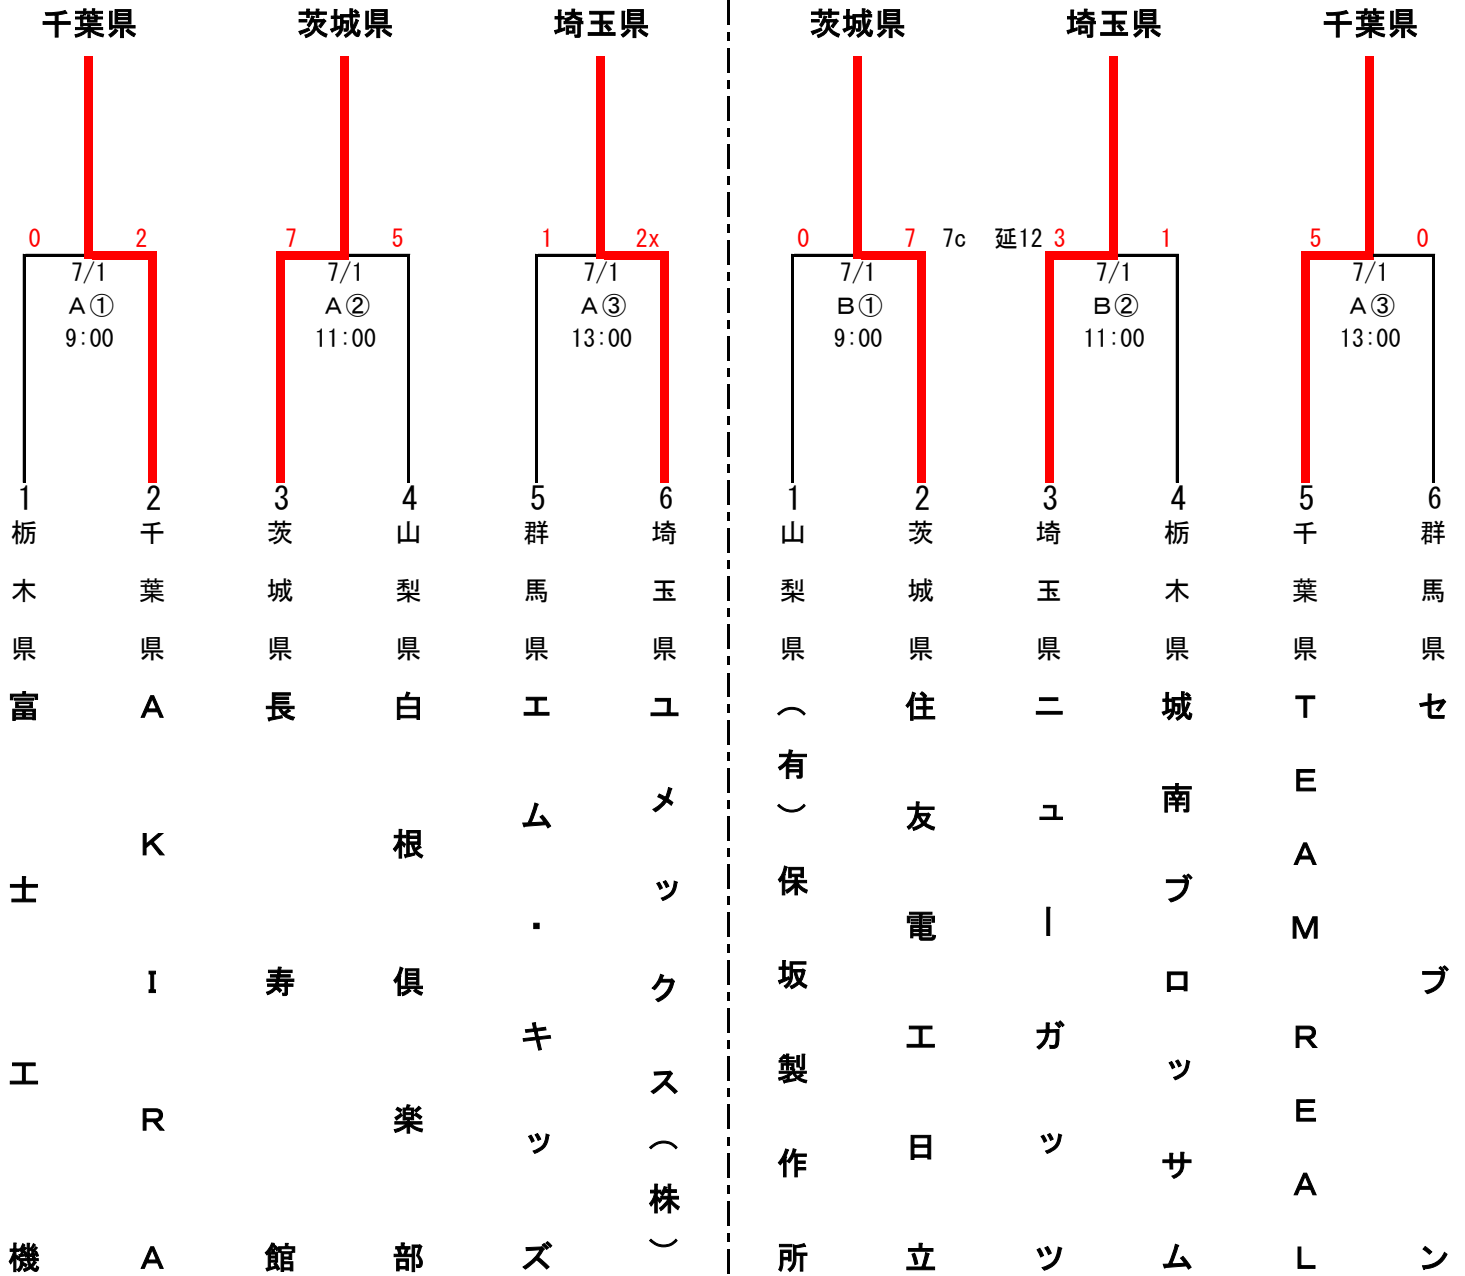 千葉県 茨城県 埼玉県 茨城県 埼玉県 千葉県
0 2 7 5 1 2x 0 7 7c 延12 3 1 5 0
7/1 7/1 7/1 7/1 7/1 7/1
A① A② A③ B① B② A③
9:00 11:00 13:00 9:00 11:00 13:00
1 2 3 4 5 6 1 2 3 4 5 6
栃木県
千葉県
茨城県
山梨県
群馬県
埼玉県
山梨県
茨城県
埼玉県
栃木県
千葉県
群馬県
富士工機
AKIRA
長寿館
白根倶楽部
エム・キッズ
ユメックス(株)
(有)保坂製作所
住友電工日立
ニューガッツ
城南ブロッサム
TEAM REAL
セブン